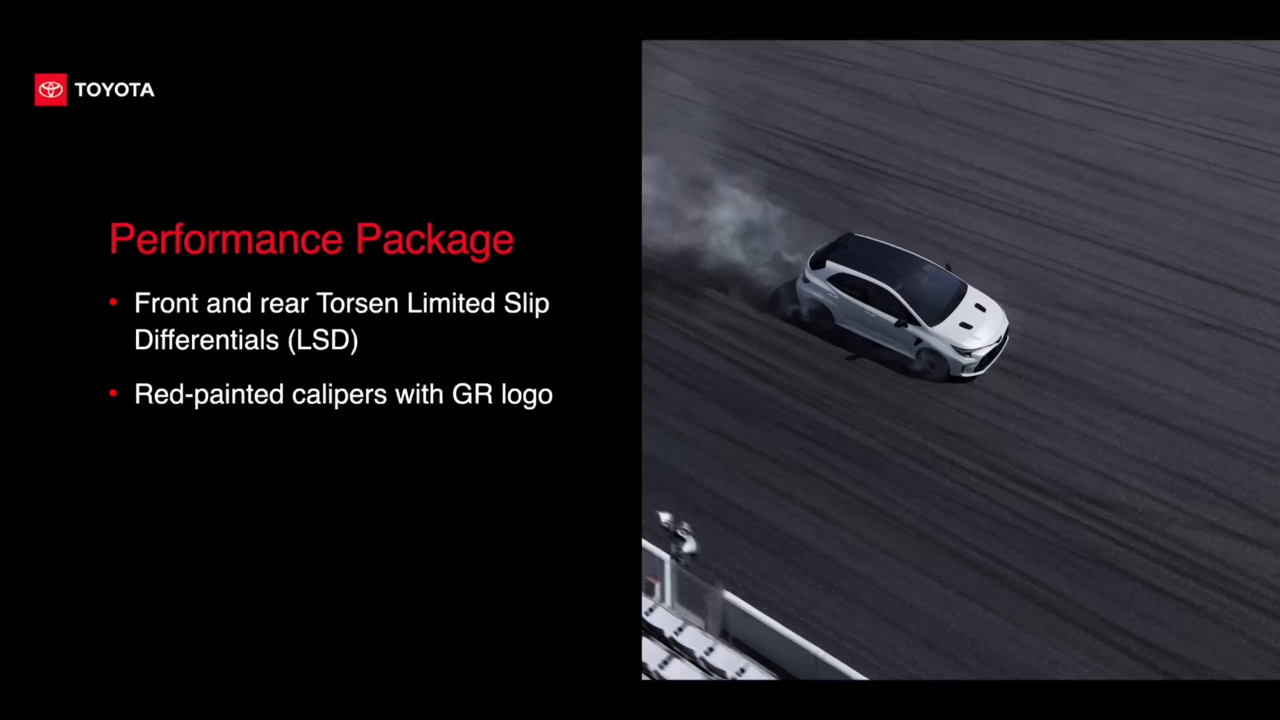 TOYOTA
Performance Package
• Front and rear Torsen Limited Slip
Differentials (LSD)
• Red-painted calipers with GR logo